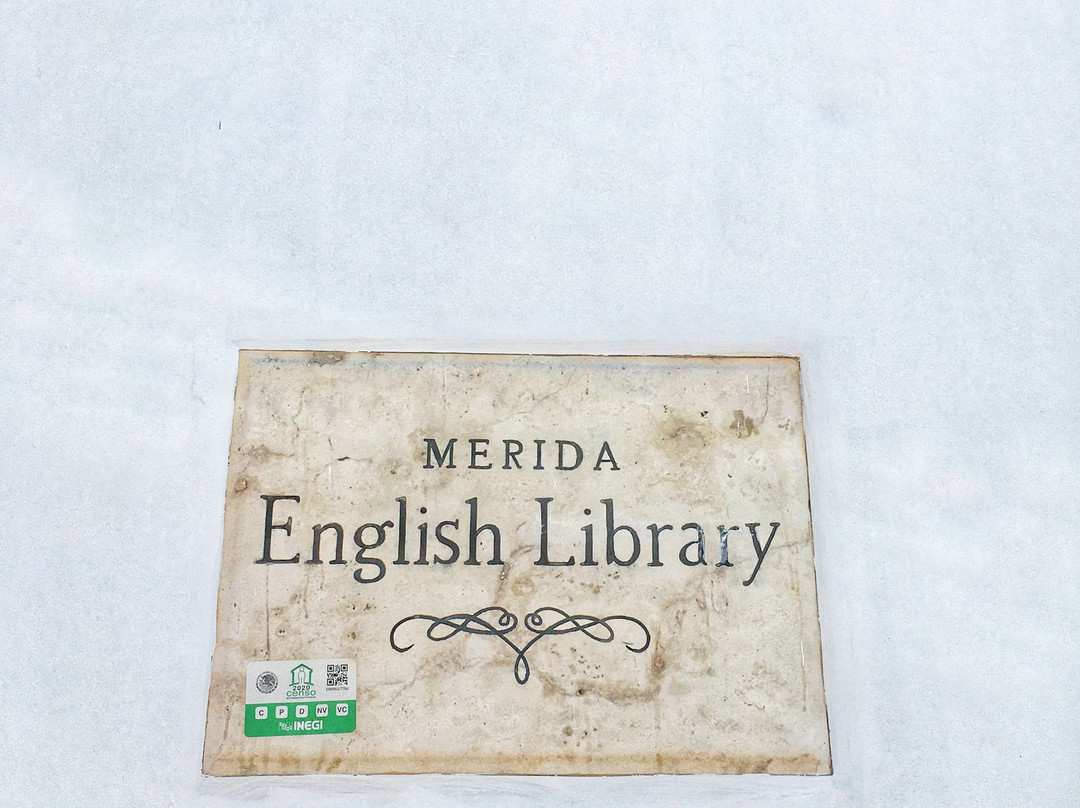 MERIDA
English Library
2020
censo
C P D NV VC
INEGI